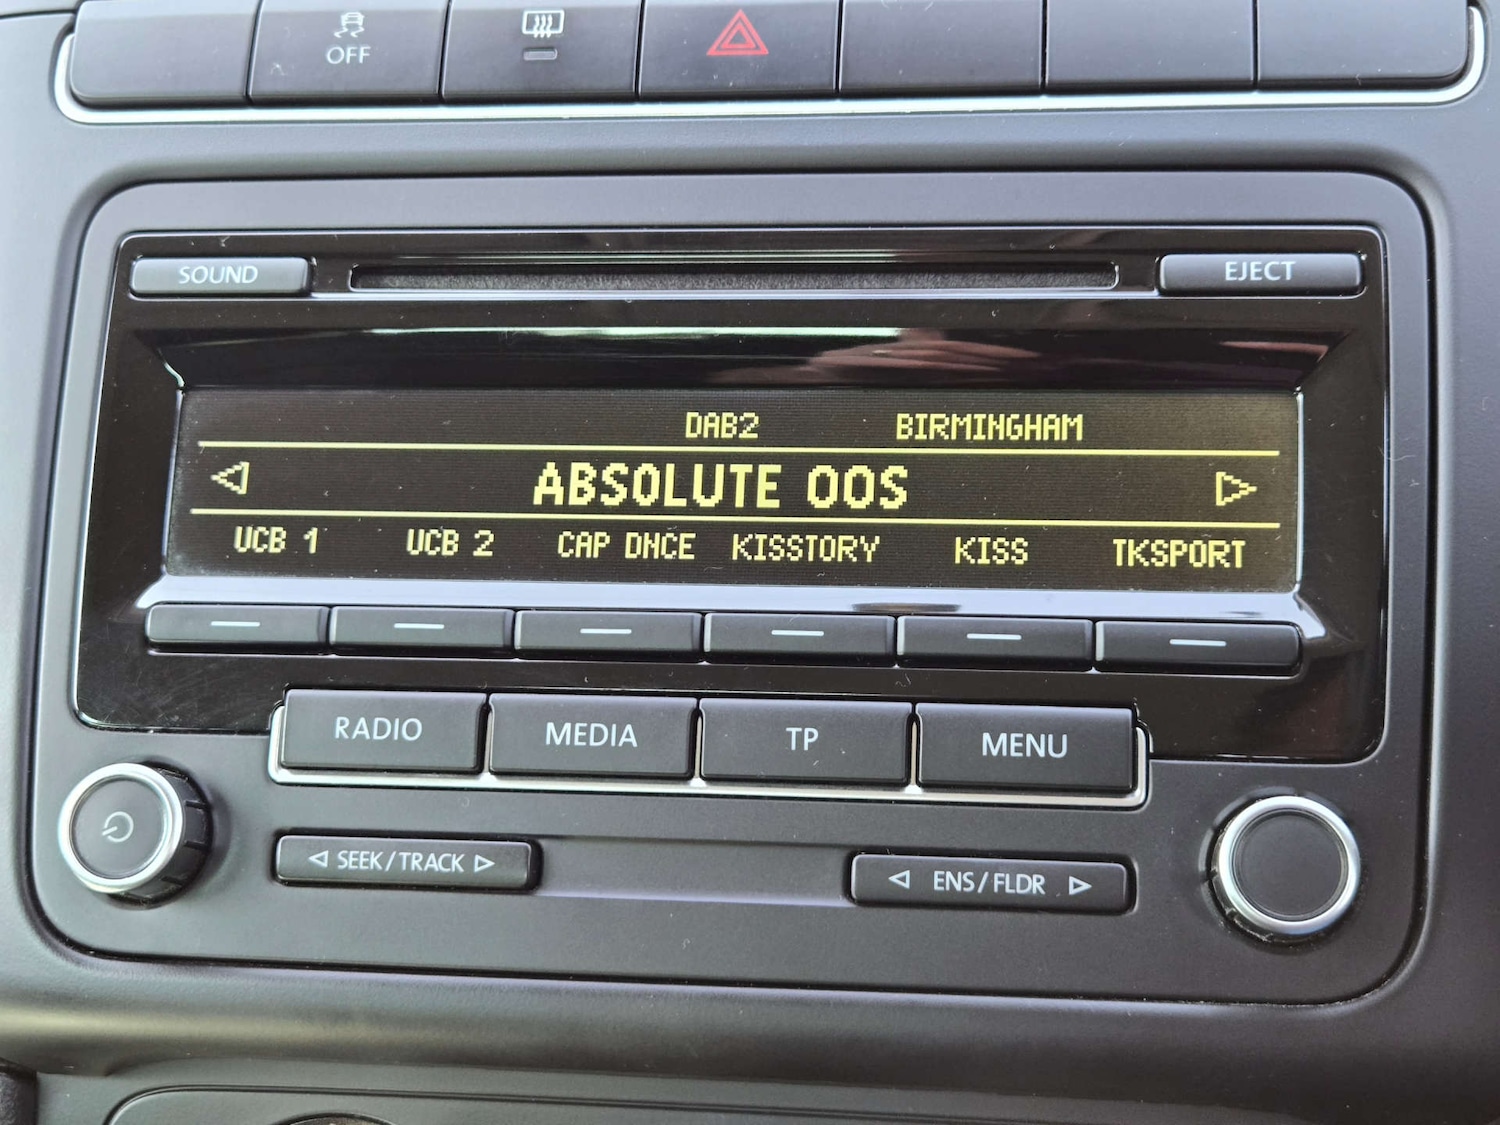 OFF
SOUND
EJECT
DAB2 BIRMINGHAM
ABSOLUTE 00S
UCB 1 UCB 2 CAP DNCE KISSTORY KISS TKSPORT
RADIO MEDIA TP MENU
SEEK/TRACK
ENS/FLDR